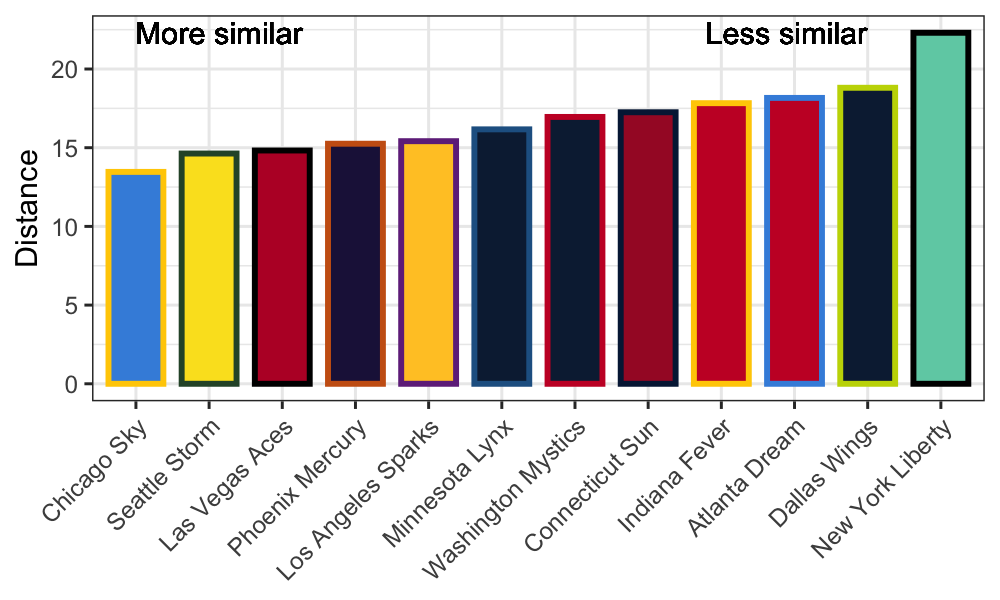 More similar
Less similar
Distance
20
15
10
5
0
Chicago Sky
Seattle Storm
Las Vegas Aces
Phoenix Mercury
Los Angeles Sparks
Minnesota Lynx
Washington Mystics
Connecticut Sun
Indiana Fever
Atlanta Dream
Dallas Wings
New York Liberty